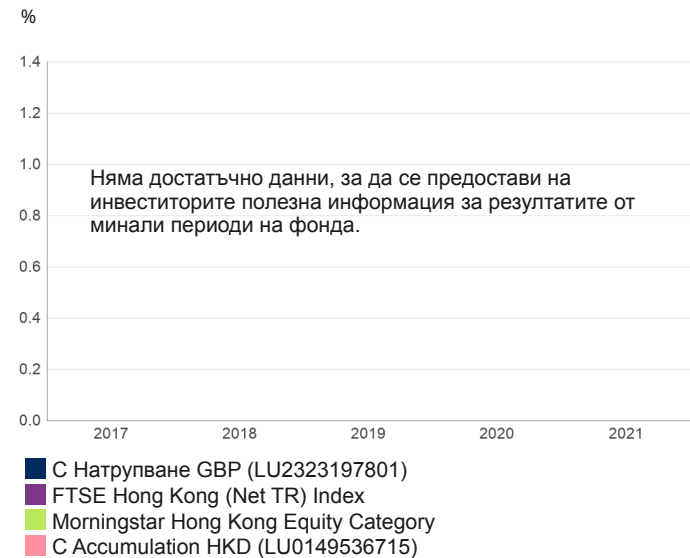 %
1.4
1.2
1.0
Няма достатъчно данни, за да се предостави на
инвеститорите полезна информация за резултатите от
минали периоди на фонда.
0.8
0.6
0.4
0.2
0.0
2017 2018 2019 2020 2021
С Натрупване GBP (LU2323197801)
FTSE Hong Kong (Net TR) Index
Morningstar Hong Kong Equity Category
C Accumulation HKD (LU0149536715)